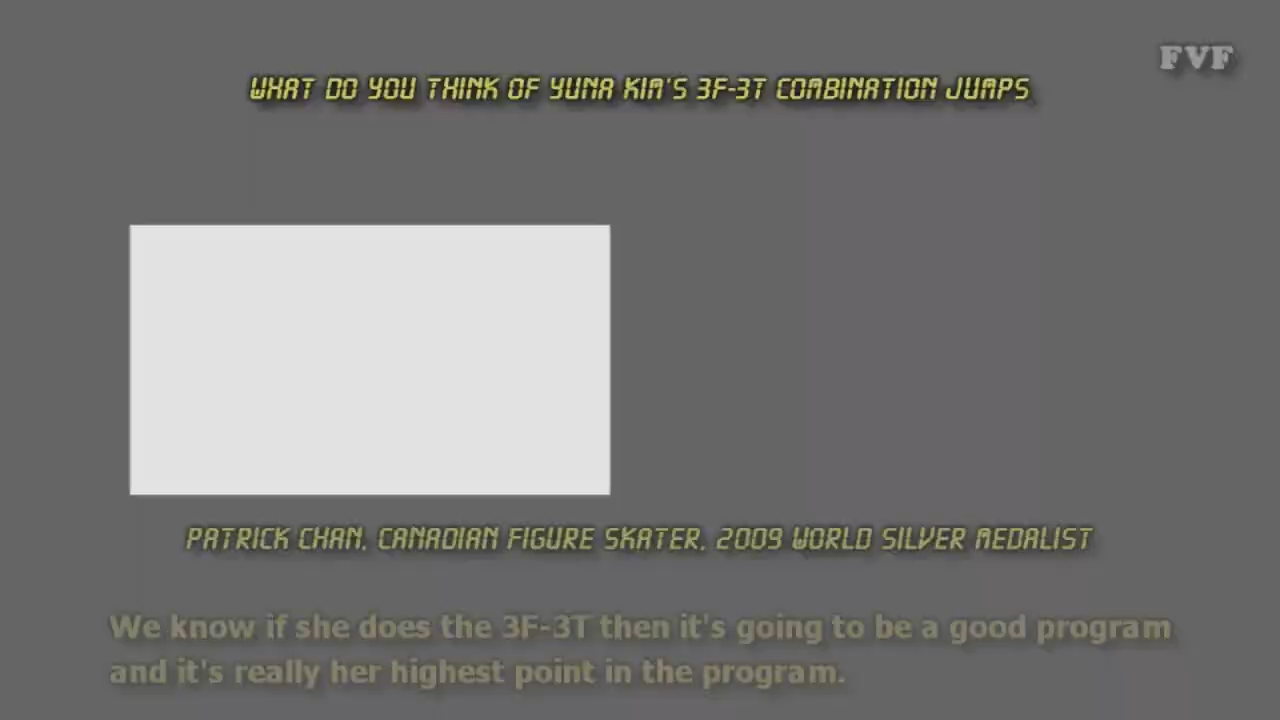 FVF
WHAT DO YOU THINK OF YUNA KIM'S 3F-3T COMBINATION JUMPS
PATRICK CHAN, CANADIAN FIGURE SKATER, 2009 WORLD SILVER MEDALIST
We know if she does the 3F-3T then it's going to be a good program
and it's really her highest point in the program.